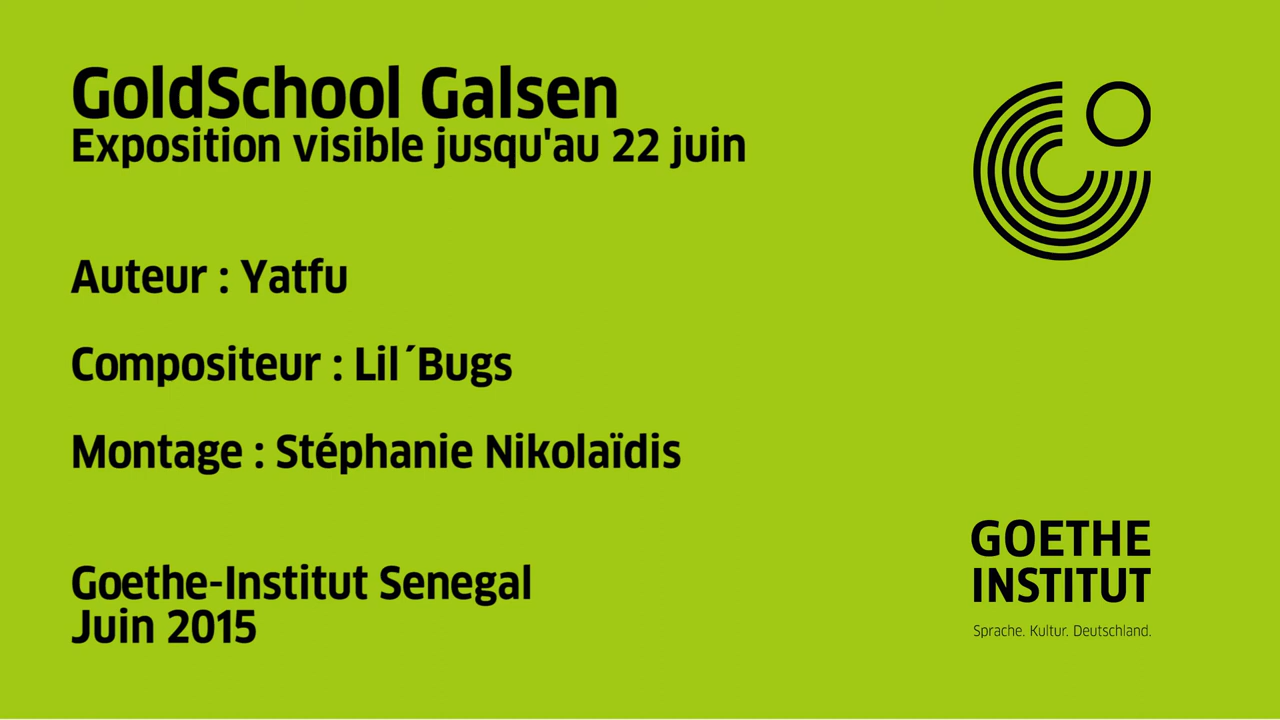 GoldSchool Galsen
Exposition visible jusqu'au 22 juin
Auteur : Yatfu
Compositeur : Lil´Bugs
Montage : Stéphanie Nikolaïdis
Goethe-Institut Senegal
Juin 2015
GOETHE
INSTITUT
Sprache. Kultur. Deutschland.